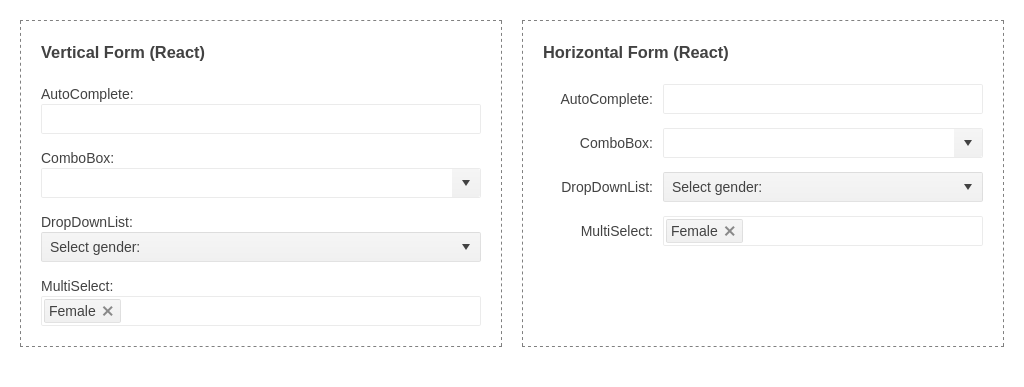 Vertical Form (React)
AutoComplete:
ComboBox:
DropDownList:
Select gender:
MultiSelect:
Female
Horizontal Form (React)
AutoComplete:
ComboBox:
DropDownList: Select gender:
MultiSelect: Female